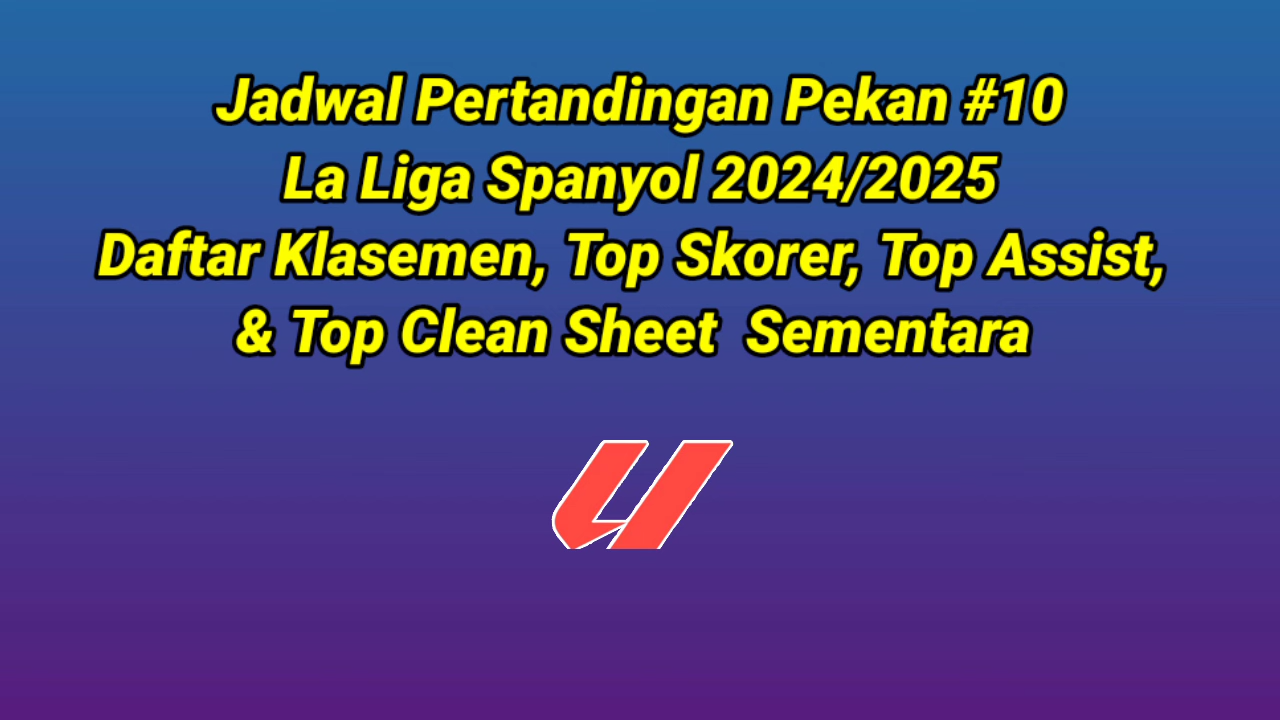 Jadwal Pertandingan Pekan #10
La Liga Spanyol 2024/2025
Daftar Klasemen, Top Skorer, Top Assist,
& Top Clean Sheet  Sementara